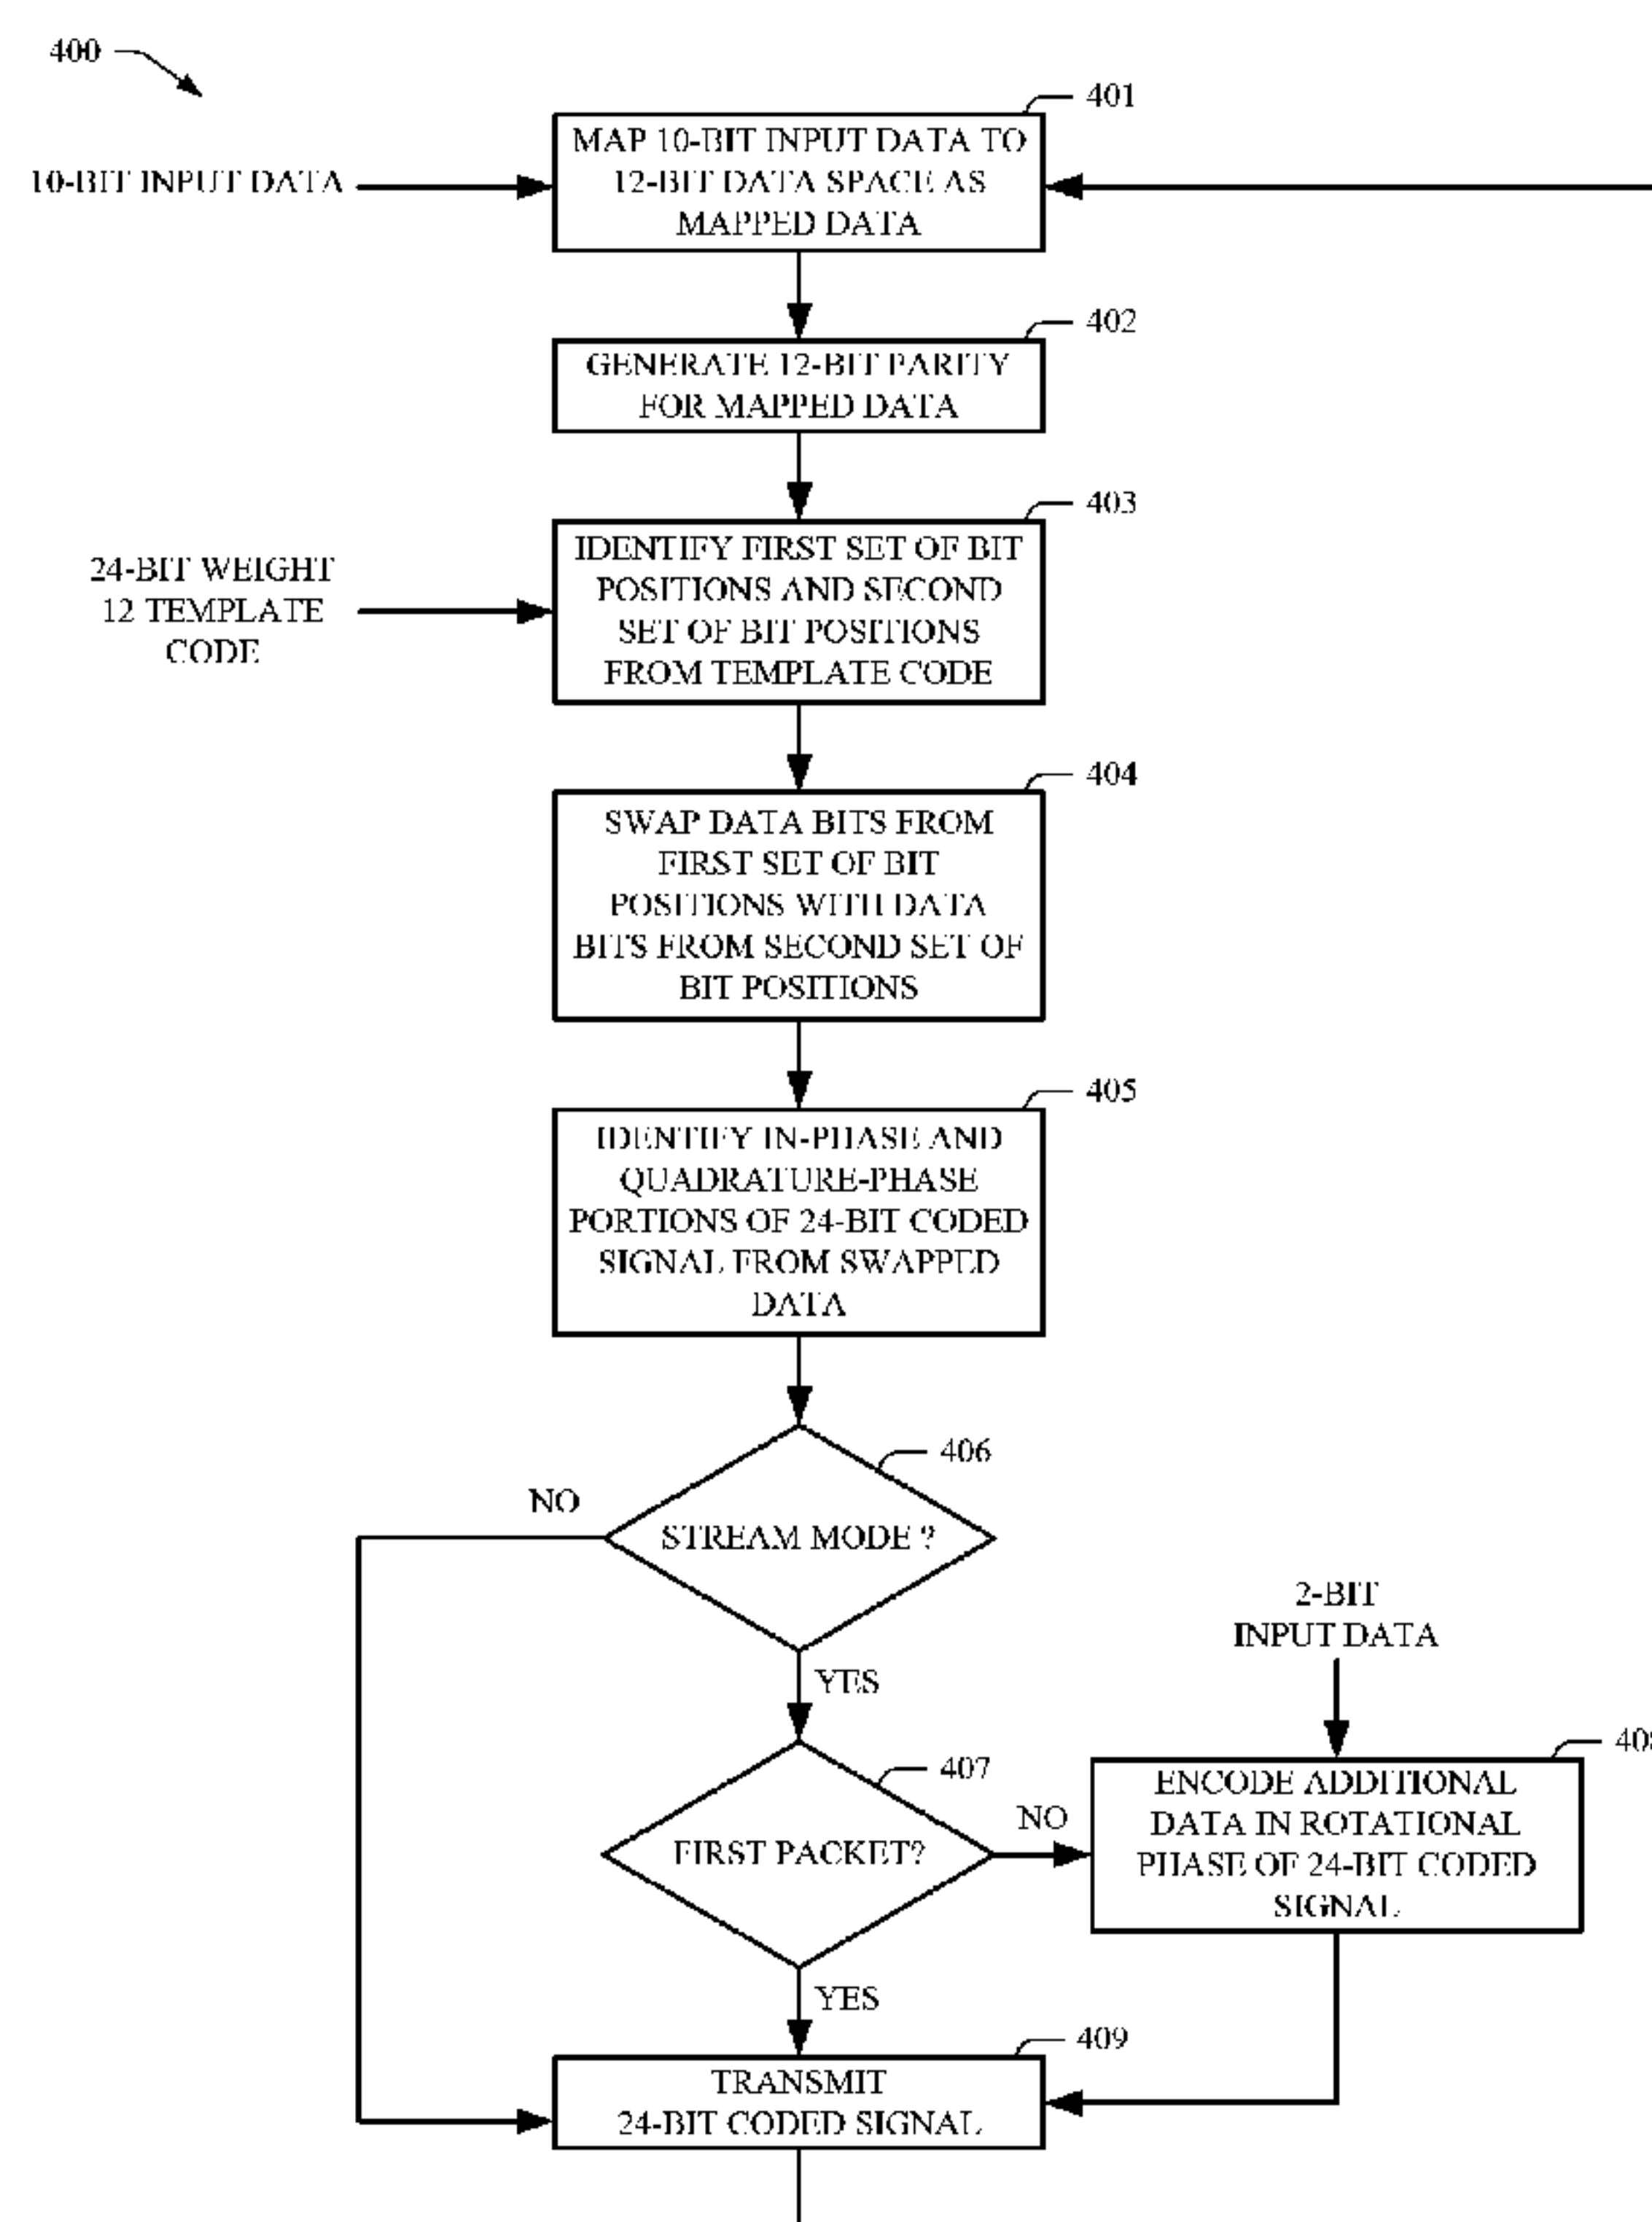 400
401
MAP 10-BIT INPUT DATA TO
12-BIT DATA SPACE AS
MAPPED DATA
10-BIT INPUT DATA
402
GENERATE 12-BIT PARITY
FOR MAPPED DATA
403
IDENTIFY FIRST SET OF BIT
POSITIONS AND SECOND
SET OF BIT POSITIONS
FROM TEMPLATE CODE
24-BIT WEIGHT
12 TEMPLATE
CODE
404
SWAP DATA BITS FROM
FIRST SET OF BIT
POSITIONS WITH DATA
BITS FROM SECOND SET OF
BIT POSITIONS
405
IDENTIFY IN-PHASE AND
QUADRATURE-PHASE
PORTIONS OF 24-BIT CODED
SIGNAL FROM SWAPPED
DATA
406
NO
STREAM MODE ?
YES
2-BIT
INPUT DATA
407
FIRST PACKET?
NO
408
ENCODE ADDITIONAL
DATA IN ROTATIONAL
PHASE OF 24-BIT CODED
SIGNAL
YES
409
TRANSMIT
24-BIT CODED SIGNAL